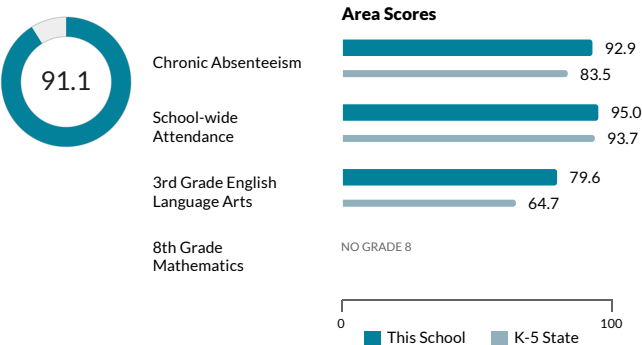 Area Scores
91.1
Chronic Absenteeism
92.9
83.5
School-wide
Attendance
95.0
93.7
3rd Grade English
Language Arts
79.6
64.7
8th Grade
Mathematics
NO GRADE 8
0
100
This School
K-5 State